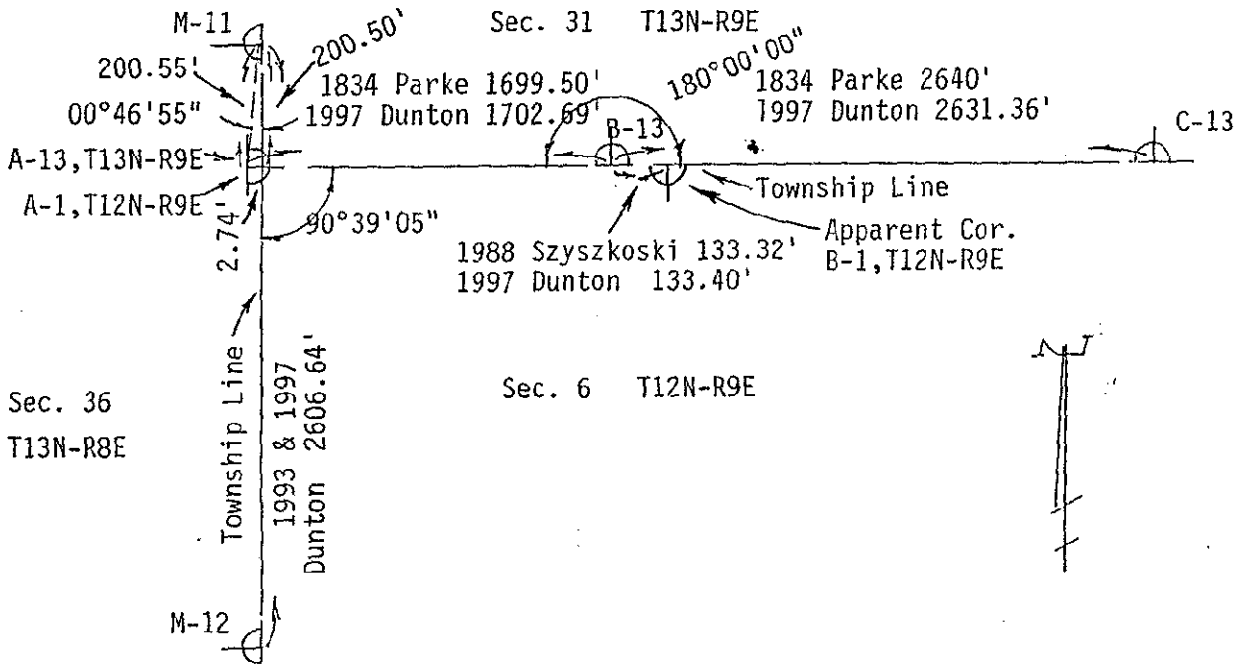 M-11
Sec. 31 T13N-R9E
200.55'
200.50'
00°46'55"
1834 Parke 1699.50'
1997 Dunton 1702.69'
180°00'00"
1834 Parke 2640'
1997 Dunton 2631.36'
B-13
C-13
A-13,T13N-R9E
A-1,T12N-R9E
2.74
90°39'05"
Township Line
1988 Szyszkoski 133.32'
1997 Dunton 133.40'
Apparent Cor.
B-1,T12N-R9E
Sec. 36
T13N-R8E
Township Line
1993 & 1997
Dunton 2606.64'
Sec. 6 T12N-R9E
N
M-12